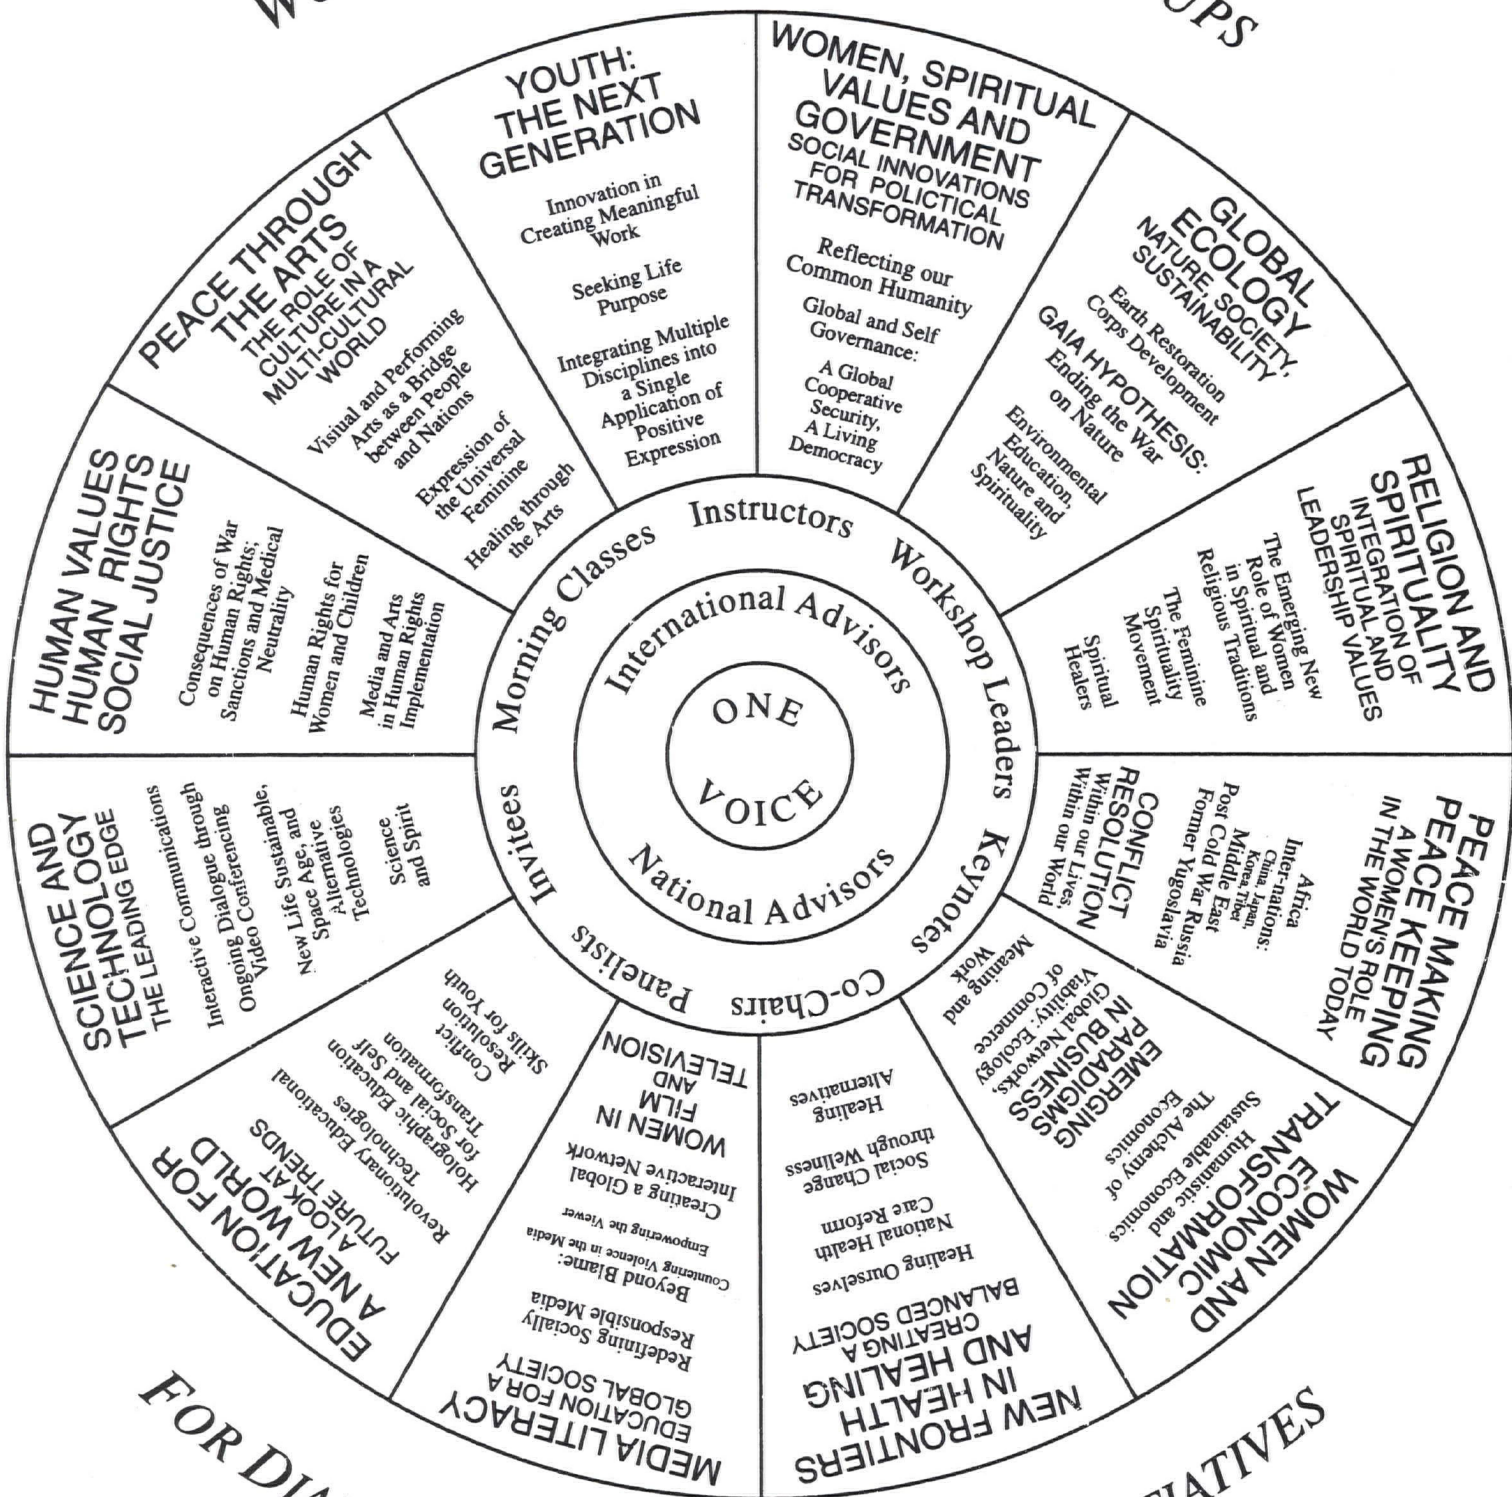 UPS
YOUTH:
THE NEXT
GENERATION
Innovation in
Creating Meaningful
Work
Seeking Life
Purpose
Integrating Multiple
Disciplines into
a Single
Application of
Positive
Expression
WOMEN, SPIRITUAL
VALUES AND
GOVERNMENT
SOCIAL INNOVATIONS
FOR POLICTICAL
TRANSFORMATION
Reflecting our
Common Humanity
Global and Self
Governance:
A Global
Cooperative
Security,
A Living
Democracy
GLOBAL
ECOLOGY
NATURE, SOCIETY,
SUSTAINABILITY
Earth Restoration
Corps Development
GAIA HYPOTHESIS:
Ending the War
on Nature
Environmental
Education,
Nature and
Spirituality
RELIGION AND
SPIRITUALITY
INTEGRATION OF
SPIRITUAL AND
LEADERSHIP VALUES
The Emerging New
Role of Women
in Spiritual and
Religious Traditions
The Feminine
Spirituality
Movement
Spiritual
Healers
PEACE MAKING
PEACE KEEPING
A WOMEN'S ROLE
IN THE WORLD TODAY
Africa
Inter-nations:
China, Japan,
Korea, Tibet
Middle East
Post Cold War Russia
Former Yugoslavia
CONFLICT
RESOLUTION
Within our Lives,
Within our World
WOMEN AND
ECONOMIC
TRANSFORMATION
Humanistic and
Sustainable Economics
The Alchemy of
Economics
EMERGING
PARADIGMS
IN BUSINESS
Global Networks,
Viability: Ecology
of Commerce
Meaning and
Work
NEW FRONTIERS
IN HEALTH
AND HEALING
CREATING A
BALANCED SOCIETY
Healing Ourselves
National Health
Care Reform
Social Change
through Wellness
Healing
Alternatives
MEDIA LITERACY
EDUCATION FOR A
GLOBAL SOCIETY
Redefining Socially
Responsible Media
Beyond Blame:
Countering Violence in the Media
Empowering the Viewer
Creating a Global
Interactive Network
WOMEN IN
FILM
AND
TELEVISION
EDUCATION FOR
A NEW WORLD
A LOOK AT
FUTURE TRENDS
Revolutionary Educational
Technologies
Holographic Education
for Social and Self
Transformation
Conflict
Resolution
Skills for Youth
SCIENCE AND
TECHNOLOGY
THE LEADING EDGE
Interactive Communications
Ongoing Dialogue through
Video Conferencing
New Life Sustainable,
Space Age, and
Alternative
Technologies
Science
and Spirit
HUMAN VALUES
HUMAN RIGHTS
SOCIAL JUSTICE
Consequences of War
on Human Rights;
Sanctions and Medical
Neutrality
Human Rights for
Women and Children
Media and Arts
in Human Rights
Implementation
PEACE THROUGH
THE ARTS
THE ROLE OF
CULTURE IN A
MULTI-CULTURAL
WORLD
Visiual and Performing
Arts as a Bridge
between People
and Nations
Expression of
the Universal
Feminine
Healing through
the Arts
Morning Classes Instructors Workshop Leaders Keynotes Co-Chairs Panelists Invitees
International Advisors
National Advisors
ONE
VOICE
FOR DIA
IATIVES